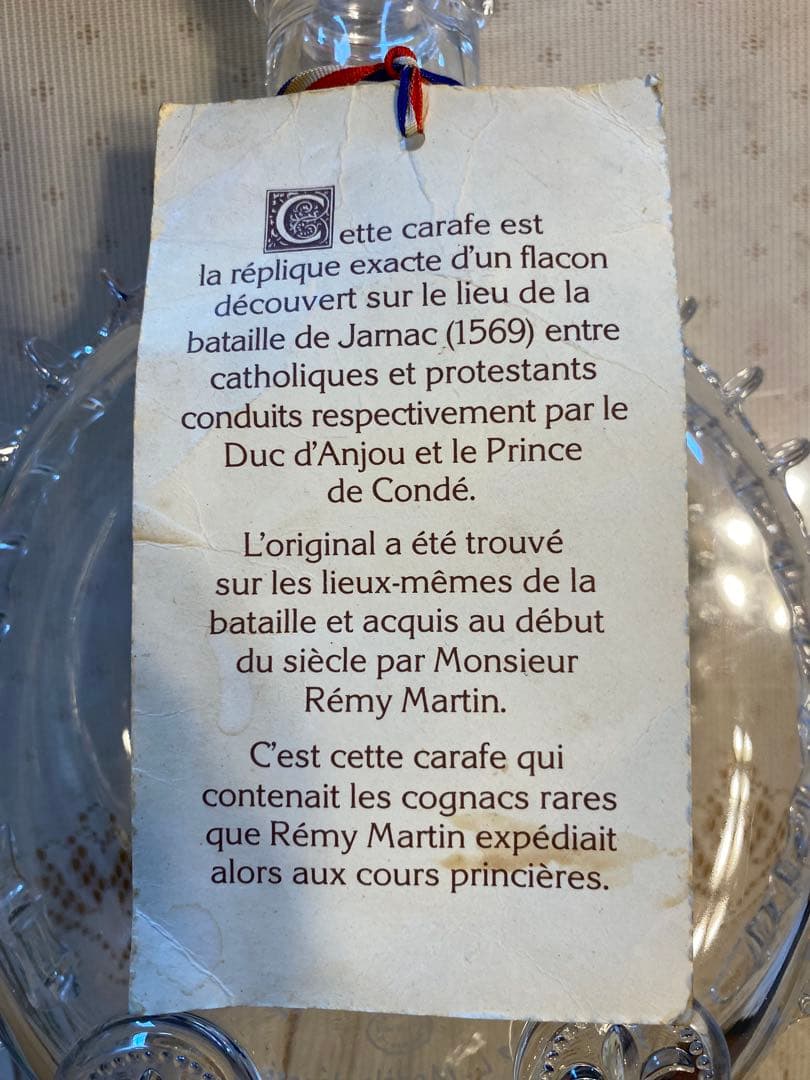 Cette carafe est
la réplique exacte d'un flacon
découvert sur le lieu de la
bataille de Jarnac (1569) entre
catholiques et protestants
conduits respectivement par le
Duc d'Anjou et le Prince
de Condé.
L'original a été trouvé
sur les lieux-mêmes de la
bataille et acquis au début
du siècle par Monsieur
Rémy Martin.
C'est cette carafe qui
contenait les cognacs rares
que Rémy Martin expédiait
alors aux cours princières.